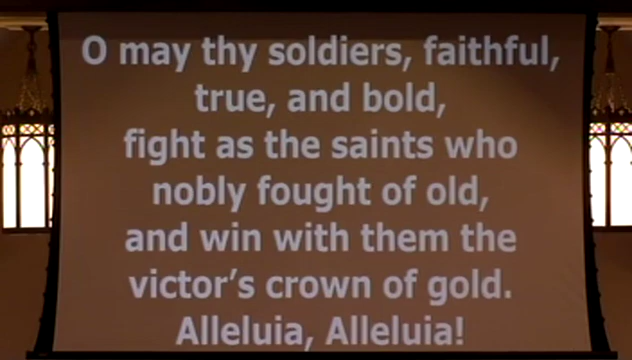 O may thy soldiers, faithful,
true, and bold,
fight as the saints who
nobly fought of old,
and win with them the
victor's crown of gold.
Alleluia, Alleluia!